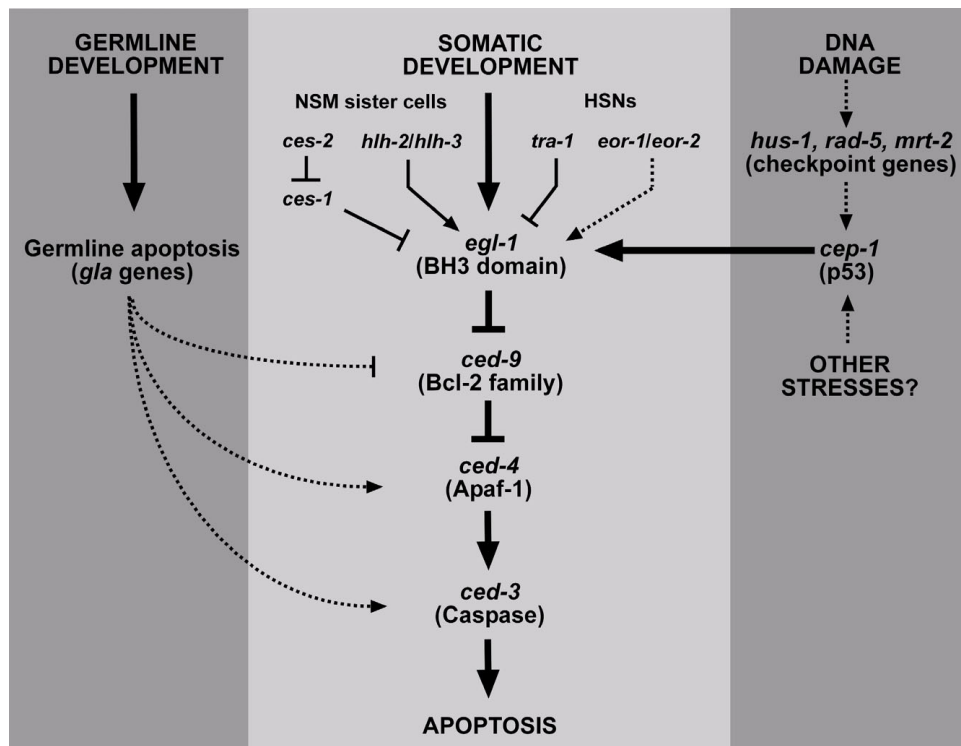 GERMLINE
DEVELOPMENT
Germline apoptosis
(gla genes)
SOMATIC
DEVELOPMENT
NSM sister cells
HSNs
ces-2
hlh-2/hlh-3
tra-1
eor-1/eor-2
ces-1
egl-1
(BH3 domain)
ced-9
(Bcl-2 family)
ced-4
(Apaf-1)
ced-3
(Caspase)
APOPTOSIS
DNA
DAMAGE
hus-1, rad-5, mrt-2
(checkpoint genes)
cep-1
(p53)
OTHER
STRESSES?